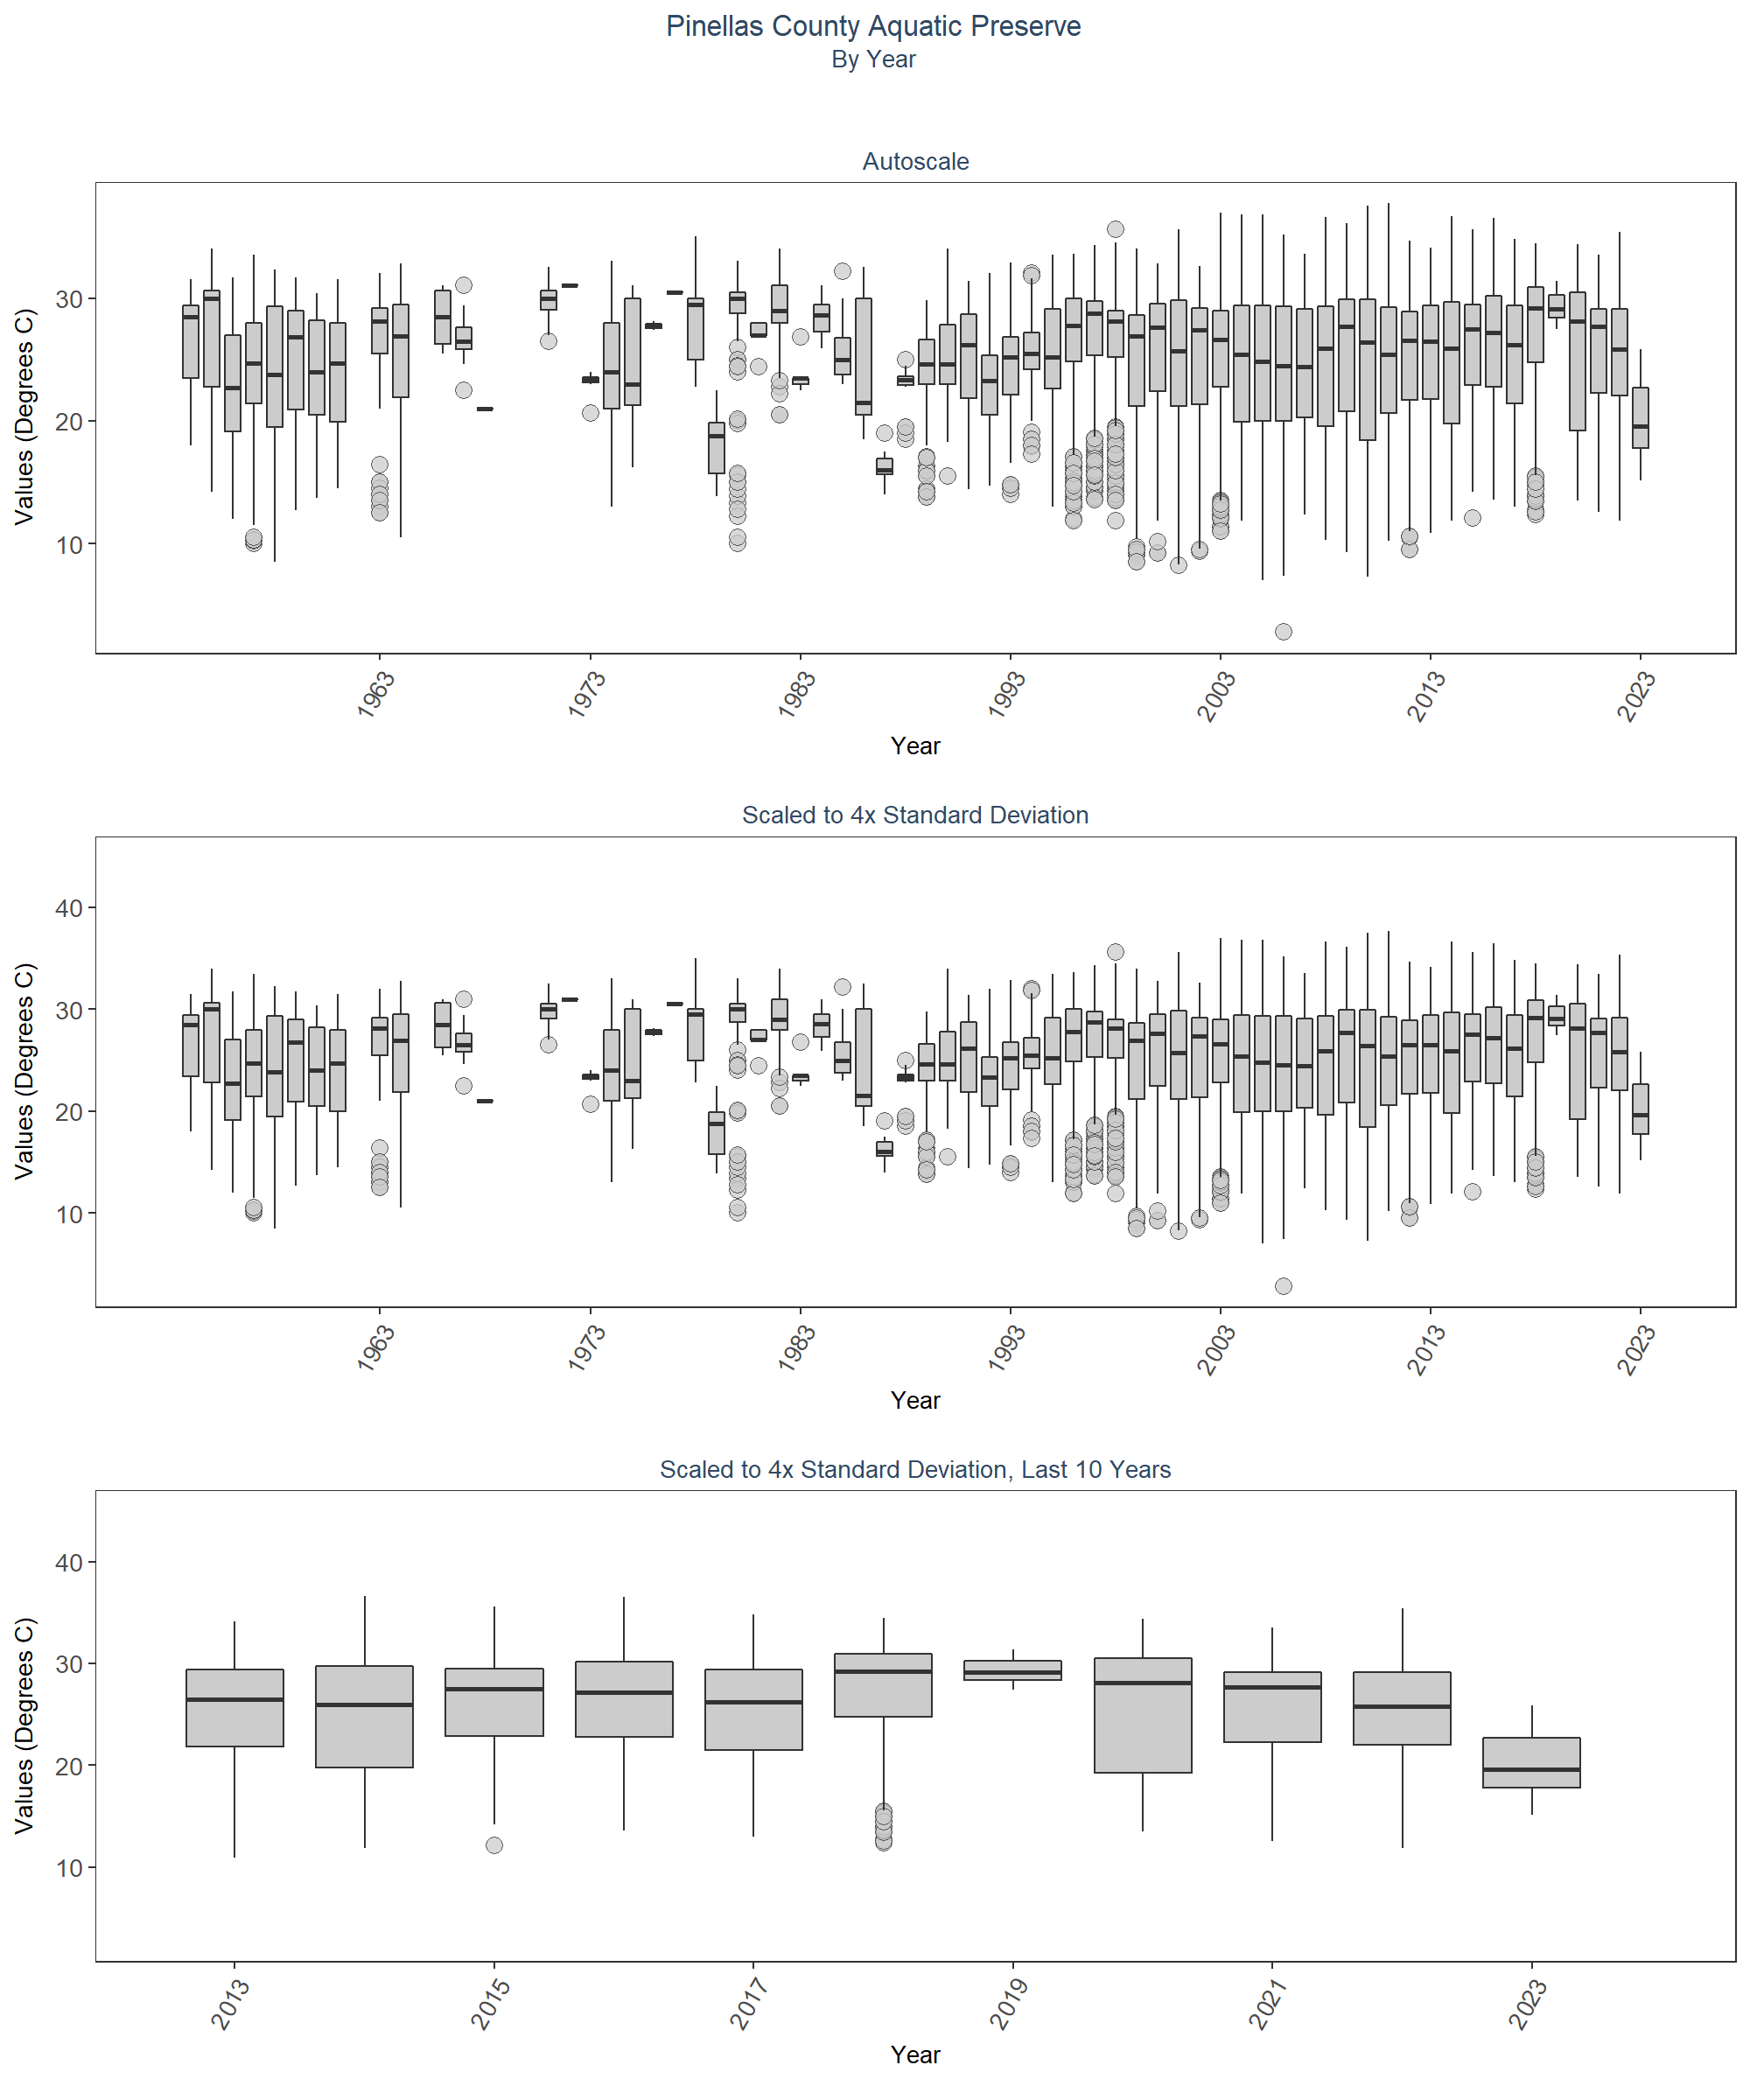 Pinellas County Aquatic Preserve
By Year
Autoscale
Values (Degrees C)
30
20
10
1963
1973
1983
1993
2003
2013
2023
Year
Scaled to 4x Standard Deviation
Values (Degrees C)
40
30
20
10
1963
1973
1983
1993
2003
2013
2023
Year
Scaled to 4x Standard Deviation, Last 10 Years
Values (Degrees C)
40
30
20
10
2013
2015
2017
2019
2021
2023
Year